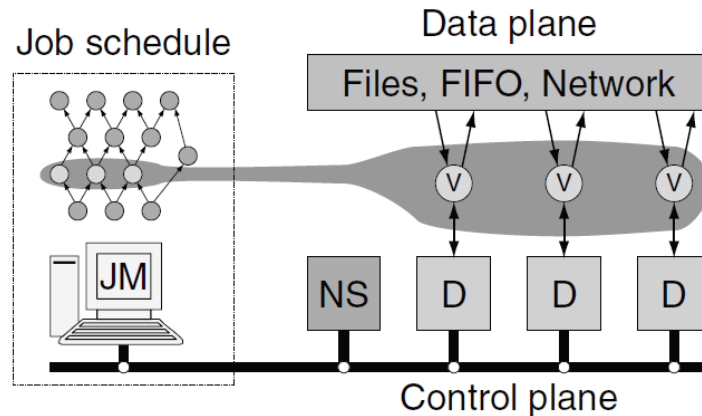 Job schedule
Data plane
Files, FIFO, Network
V V V
JM
NS D D D
Control plane